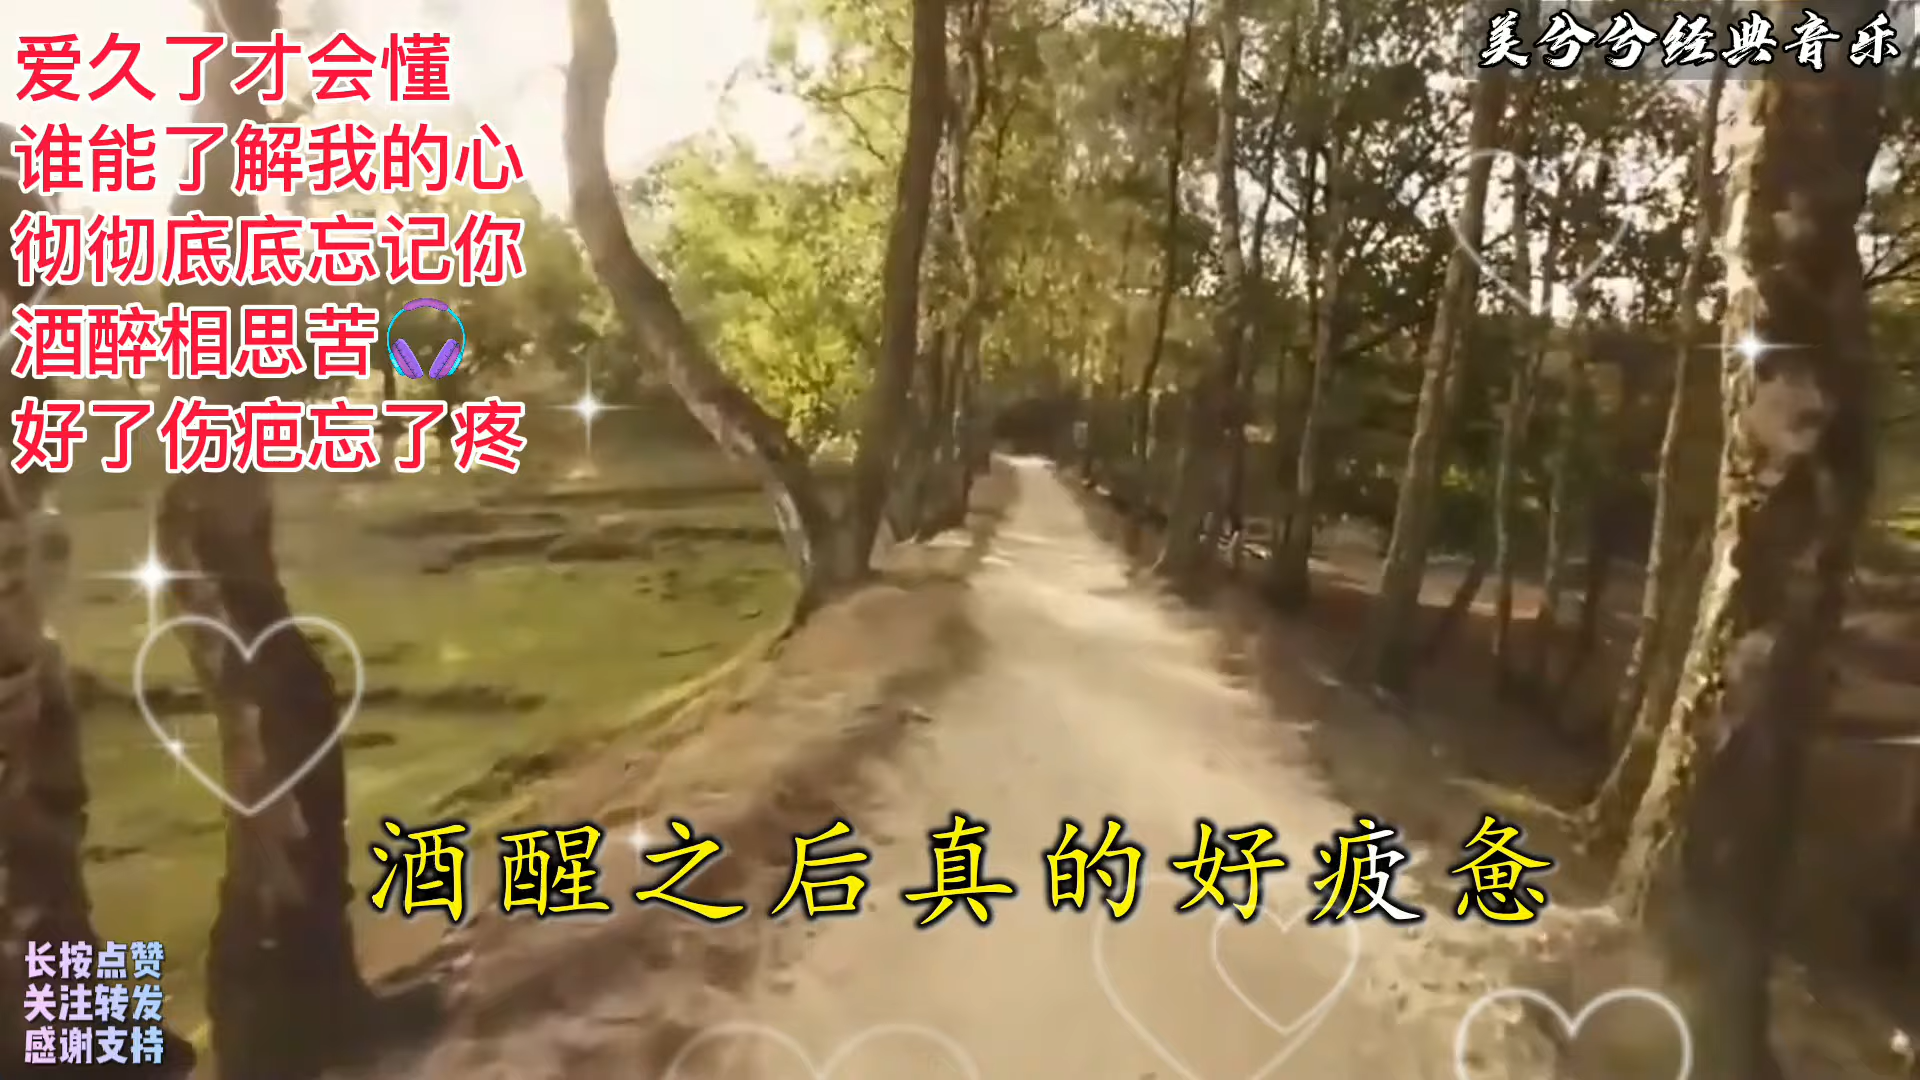 爱久了才会懂
谁能了解我的心
彻彻底底忘记你
酒醉相思苦
好了伤疤忘了疼
美兮兮经典音乐
酒醒之后真的好疲惫
长按点赞
关注转发
感谢支持